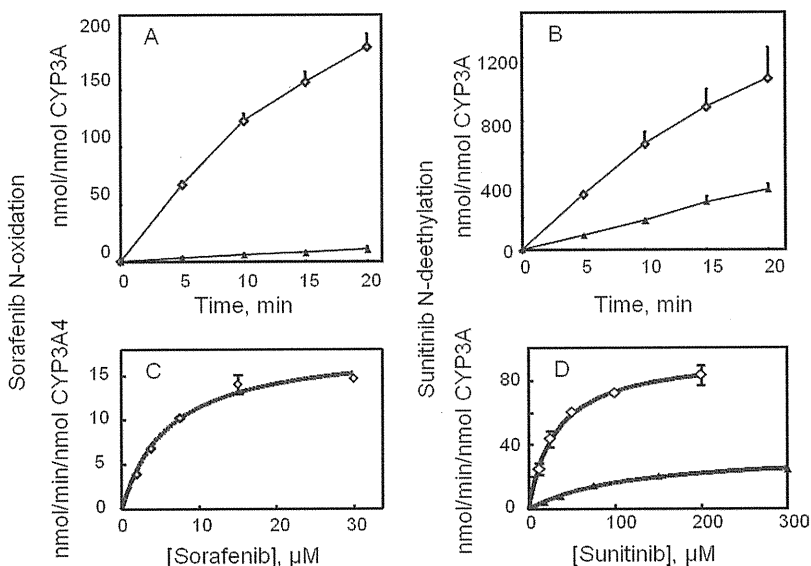 Sorafenib N-oxidation
nmol/nmol CYP3A
A
200
150
100
50
0
0 5 10 15 20
Time, min
Sunitinib N-deethylation
nmol/nmol CYP3A
B
1200
800
400
0
0 5 10 15 20
Time, min
nmol/min/nmol CYP3A4
C
15
10
5
0
0 10 20 30
[Sorafenib], µM
nmol/min/nmol CYP3A
D
80
40
0
0 100 200 300
[Sunitinib], µM